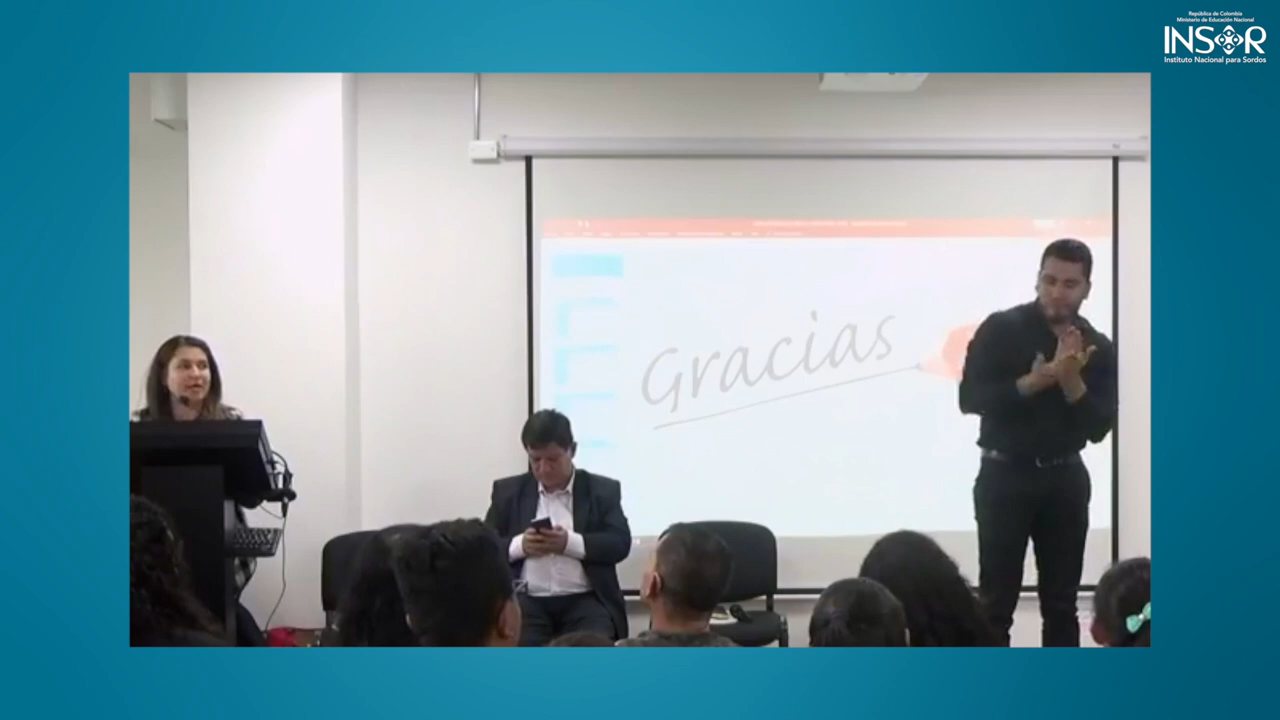 República de Colombia
Ministerio de Educación Nacional
INSOR
Instituto Nacional para Sordos
Gracias